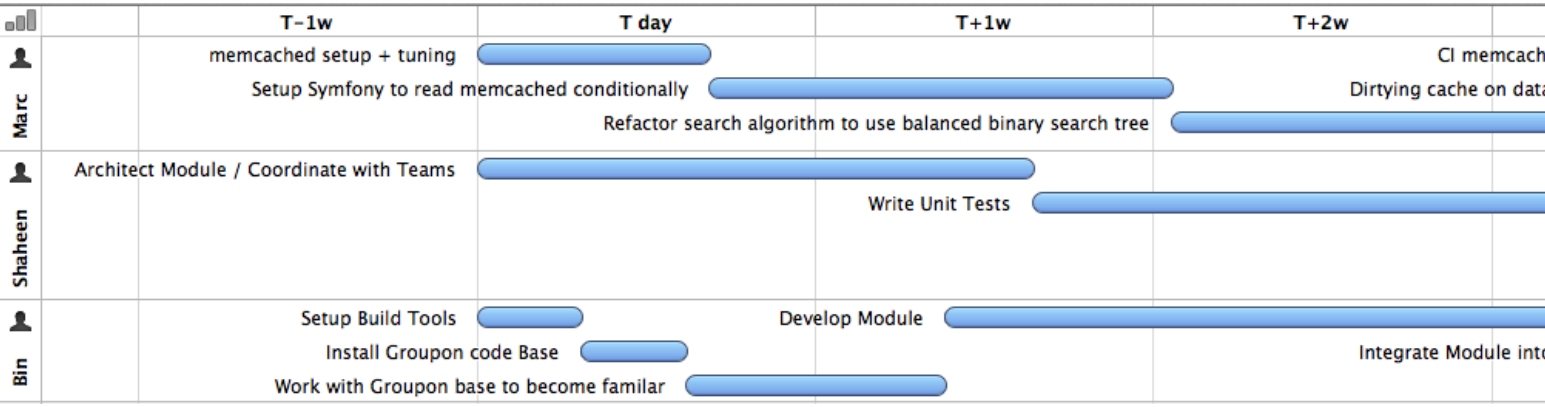 T-1w T day T+1w T+2w
Marc
memcached setup + tuning CI memcach
Setup Symfony to read memcached conditionally Dirtying cache on data
Refactor search algorithm to use balanced binary search tree
Shaheen
Architect Module / Coordinate with Teams
Write Unit Tests
Bin
Setup Build Tools Develop Module
Install Groupon code Base Integrate Module into
Work with Groupon base to become familar